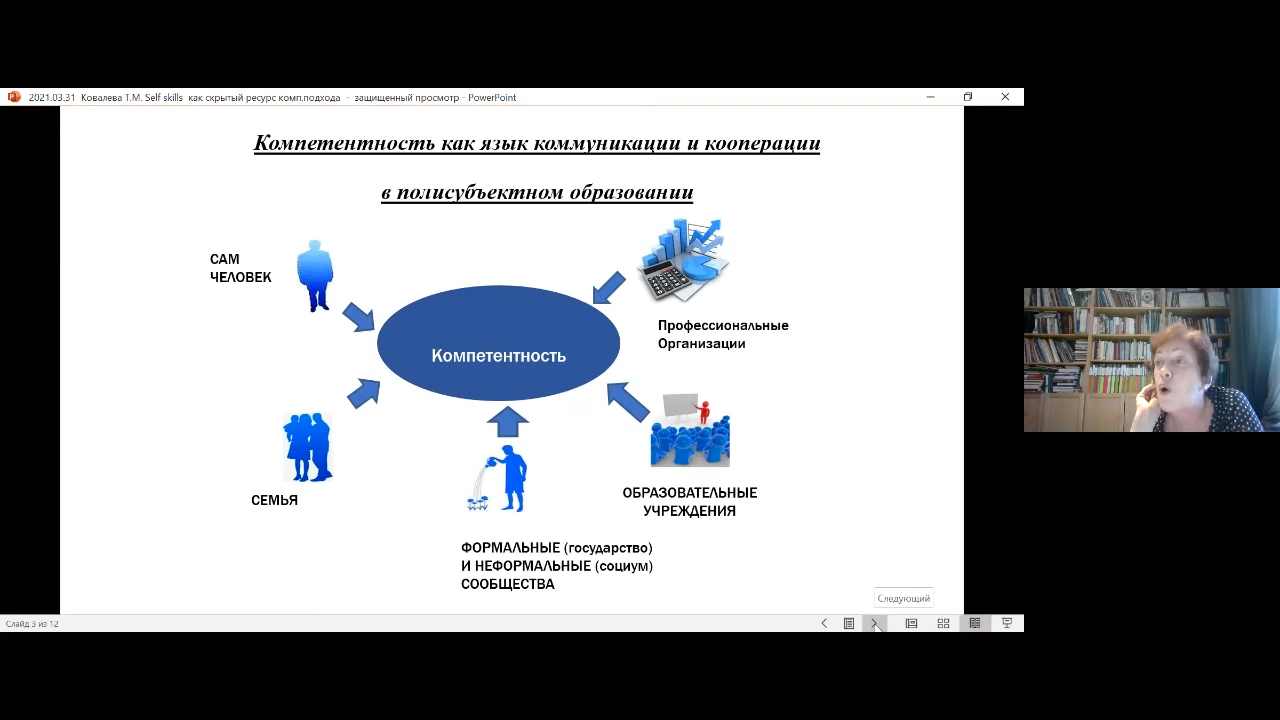 2021.03.31 Ковалева Т.М. Self skills как скрытый ресурс комп.подхода - защищенный просмотр - PowerPoint
Компетентность как язык коммуникации и кооперации
в полисубъектном образовании
САМ
ЧЕЛОВЕК
Профессиональные
Организации
Компетентность
СЕМЬЯ
ОБРАЗОВАТЕЛЬНЫЕ
УЧРЕЖДЕНИЯ
ФОРМАЛЬНЫЕ (государство)
И НЕФОРМАЛЬНЫЕ (социум)
СООБЩЕСТВА
Следующий
Слайд 3 из 12